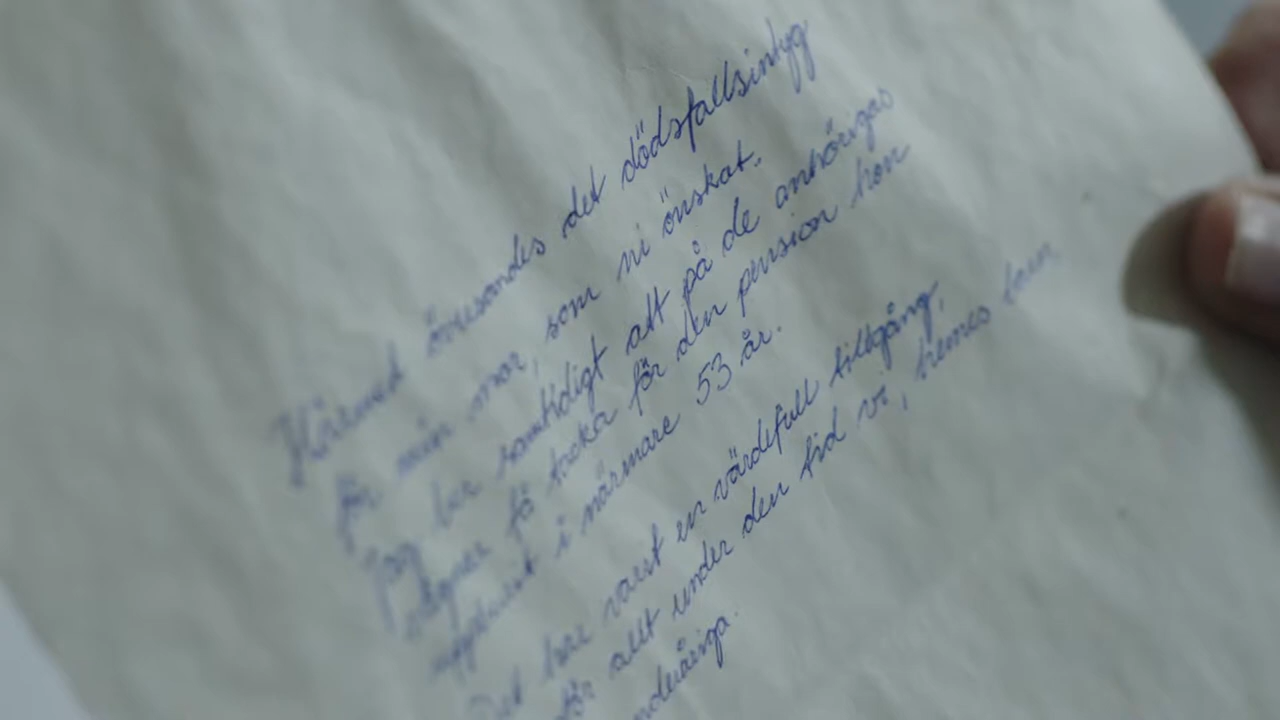 Härmed översändes det dödsfallsintyg
för min mor, som ni önskat.
Jag ber samtidigt att på de anhörigas
vägnar få tacka för den pension hon
uppburit i närmare 53 år.
Det har varit en värdefull tillgång,
allt under den tid vi, hennes barn,